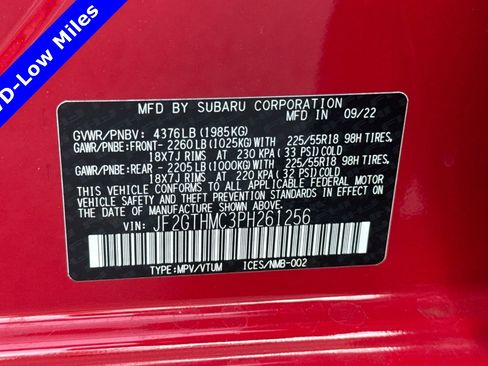 D-Low Miles
MFD BY SUBARU CORPORATION
MFD. IN 09/22
GVWR/PNBV: 4376LB (1985KG)
GAWR/PNBE:FRONT- 2260LB (1025KG) WITH 225/55R18 98H TIRES,
18X7J RIMS AT 230 KPA (33 PSI) COLD
GAWR/PNBE:REAR - 2205LB (1000KG) WITH 225/55R18 98H TIRES,
18X7J RIMS AT 220 KPA (32 PSI) COLD
THIS VEHICLE CONFORMS TO ALL APPLICABLE FEDERAL MOTOR
VEHICLE SAFETY AND BUMPER STANDARDS IN EFFECT ON THE DATE
OF MANUFACTURE SHOWN ABOVE.
VIN: JF2GTHMC3PH261256
TYPE:MPV/VTUM ICES/NMB-002